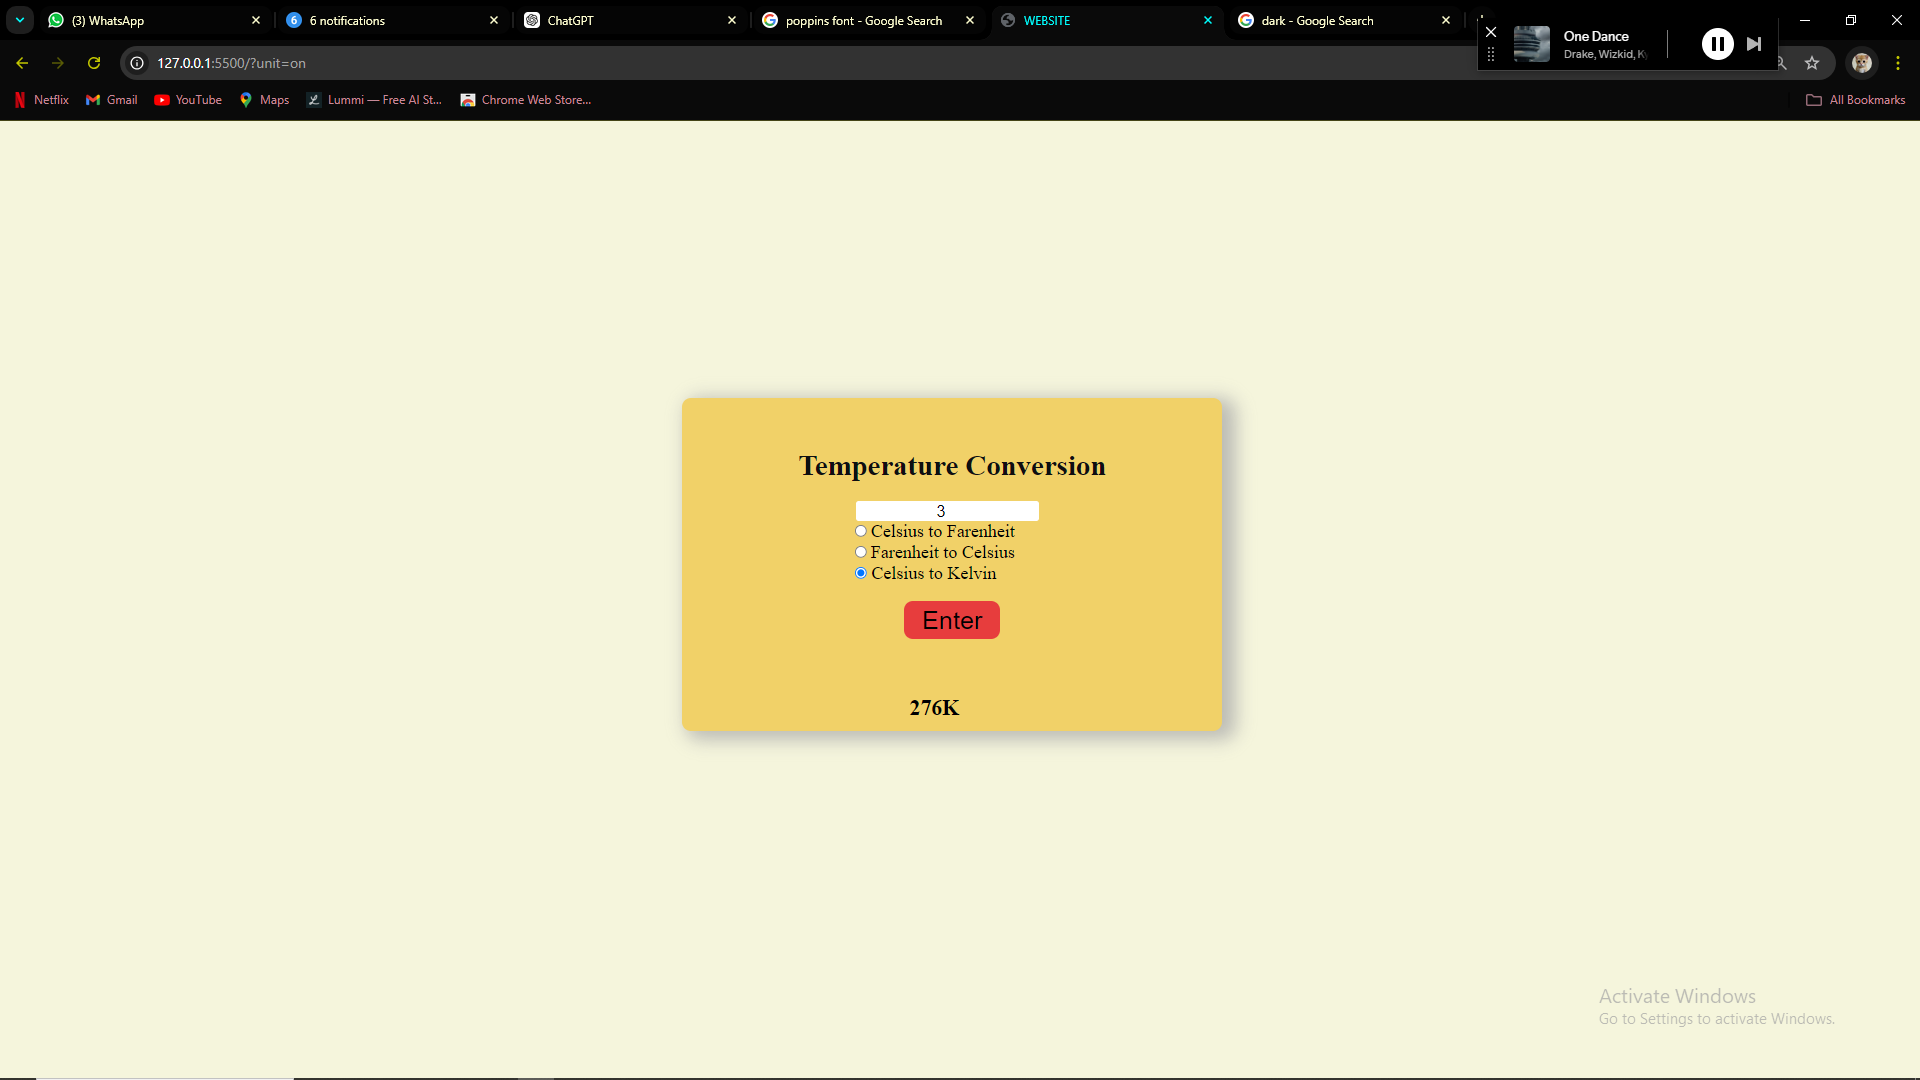 (3) WhatsApp
6 6 notifications
ChatGPT
poppins font - Google Search
WEBSITE
dark - Google Search
One Dance
Drake, Wizkid, Ky
127.0.0.1:5500/?unit=on
Netflix
Gmail
YouTube
Maps
Lummi — Free AI St...
Chrome Web Store...
All Bookmarks
Temperature Conversion
3
Celsius to Farenheit
Farenheit to Celsius
Celsius to Kelvin
Enter
276K
Activate Windows
Go to Settings to activate Windows.